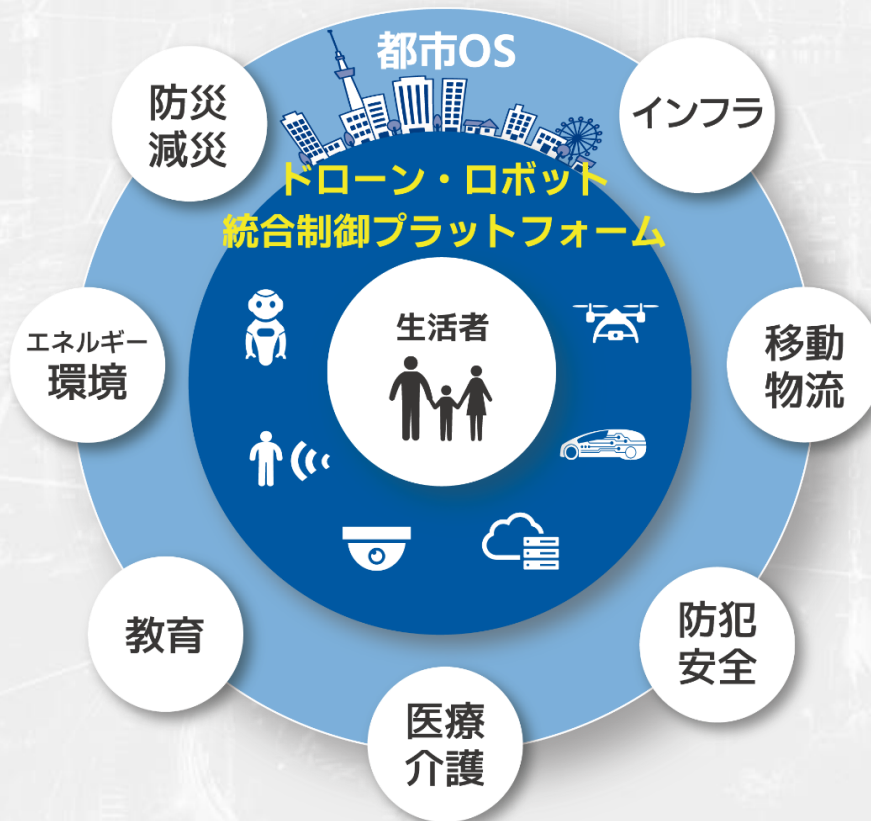 都市OS
防災
減災
インフラ
ドローン・ロボット
統合制御プラットフォーム
生活者
エネルギー
環境
移動
物流
教育
防犯
安全
医療
介護